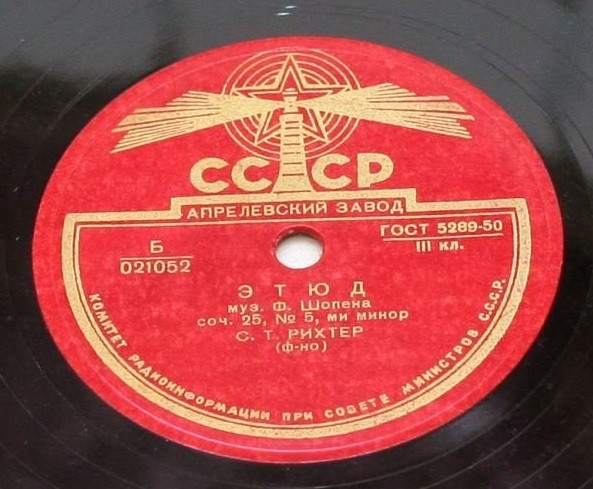 СССР
АПРЕЛЕВСКИЙ ЗАВОД
Б
021052
ГОСТ 5289-50
III кл.
ЭТЮД
муз. Ф. Шопена
соч. 25, № 5, ми минор
С. Т. РИХТЕР
(ф-но)
КОМИТЕТ РАДИОИНФОРМАЦИИ ПРИ СОВЕТЕ МИНИСТРОВ С.С.С.Р.